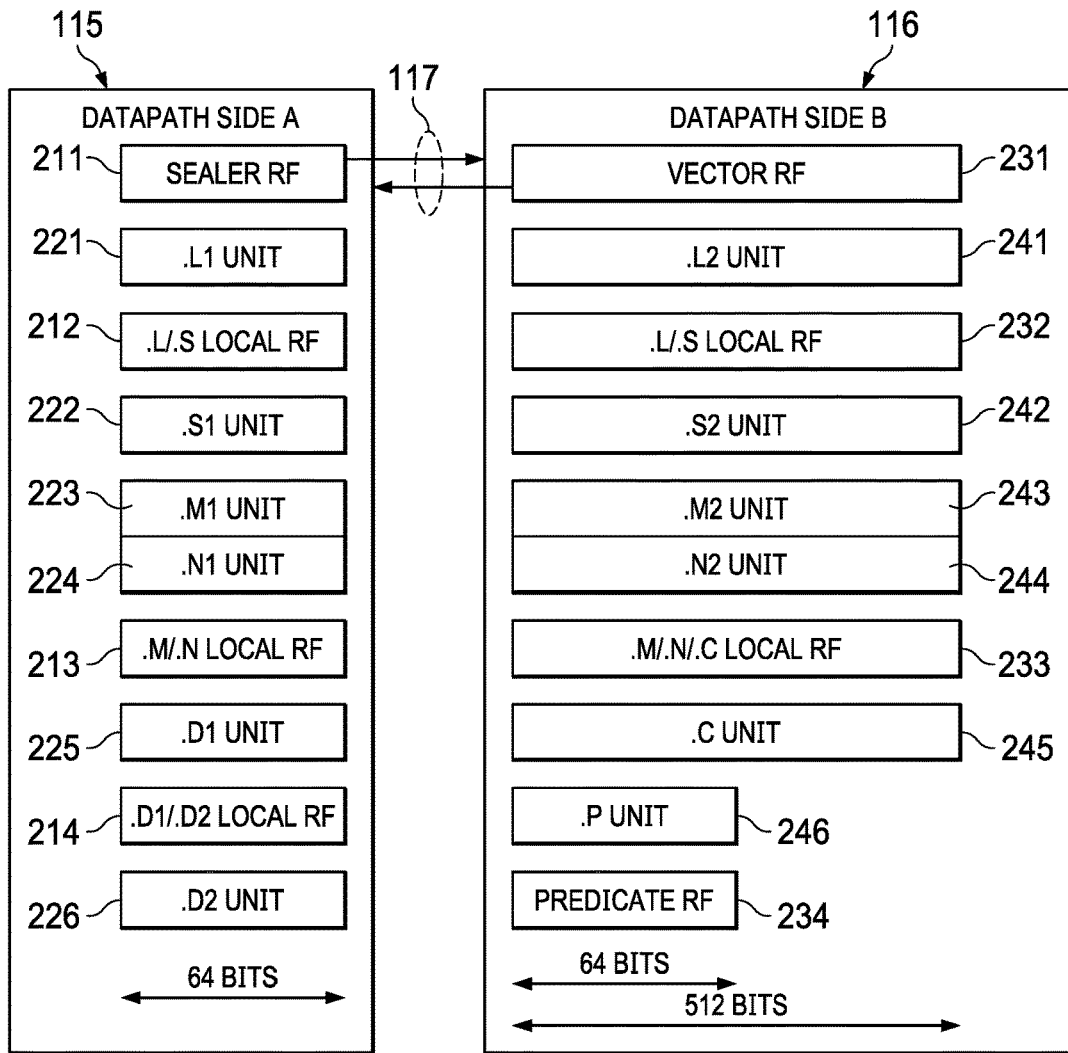 115
116
117
DATAPATH SIDE A
DATAPATH SIDE B
211
SEALER RF
VECTOR RF
231
221
.L1 UNIT
.L2 UNIT
241
212
.L/.S LOCAL RF
.L/.S LOCAL RF
232
222
.S1 UNIT
.S2 UNIT
242
223
.M1 UNIT
.M2 UNIT
243
224
.N1 UNIT
.N2 UNIT
244
213
.M/.N LOCAL RF
.M/.N/.C LOCAL RF
233
225
.D1 UNIT
.C UNIT
245
214
.D1/.D2 LOCAL RF
.P UNIT
246
226
.D2 UNIT
PREDICATE RF
234
64 BITS
64 BITS
512 BITS